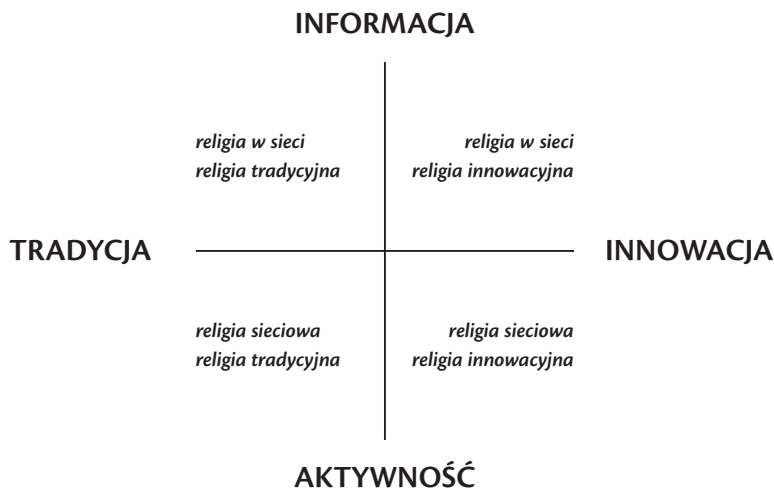 INFORMACJA
religia w sieci
religia tradycyjna
religia w sieci
religia innowacyjna
TRADYCJA
INNOWACJA
religia sieciowa
religia tradycyjna
religia sieciowa
religia innowacyjna
AKTYWNOŚĆ